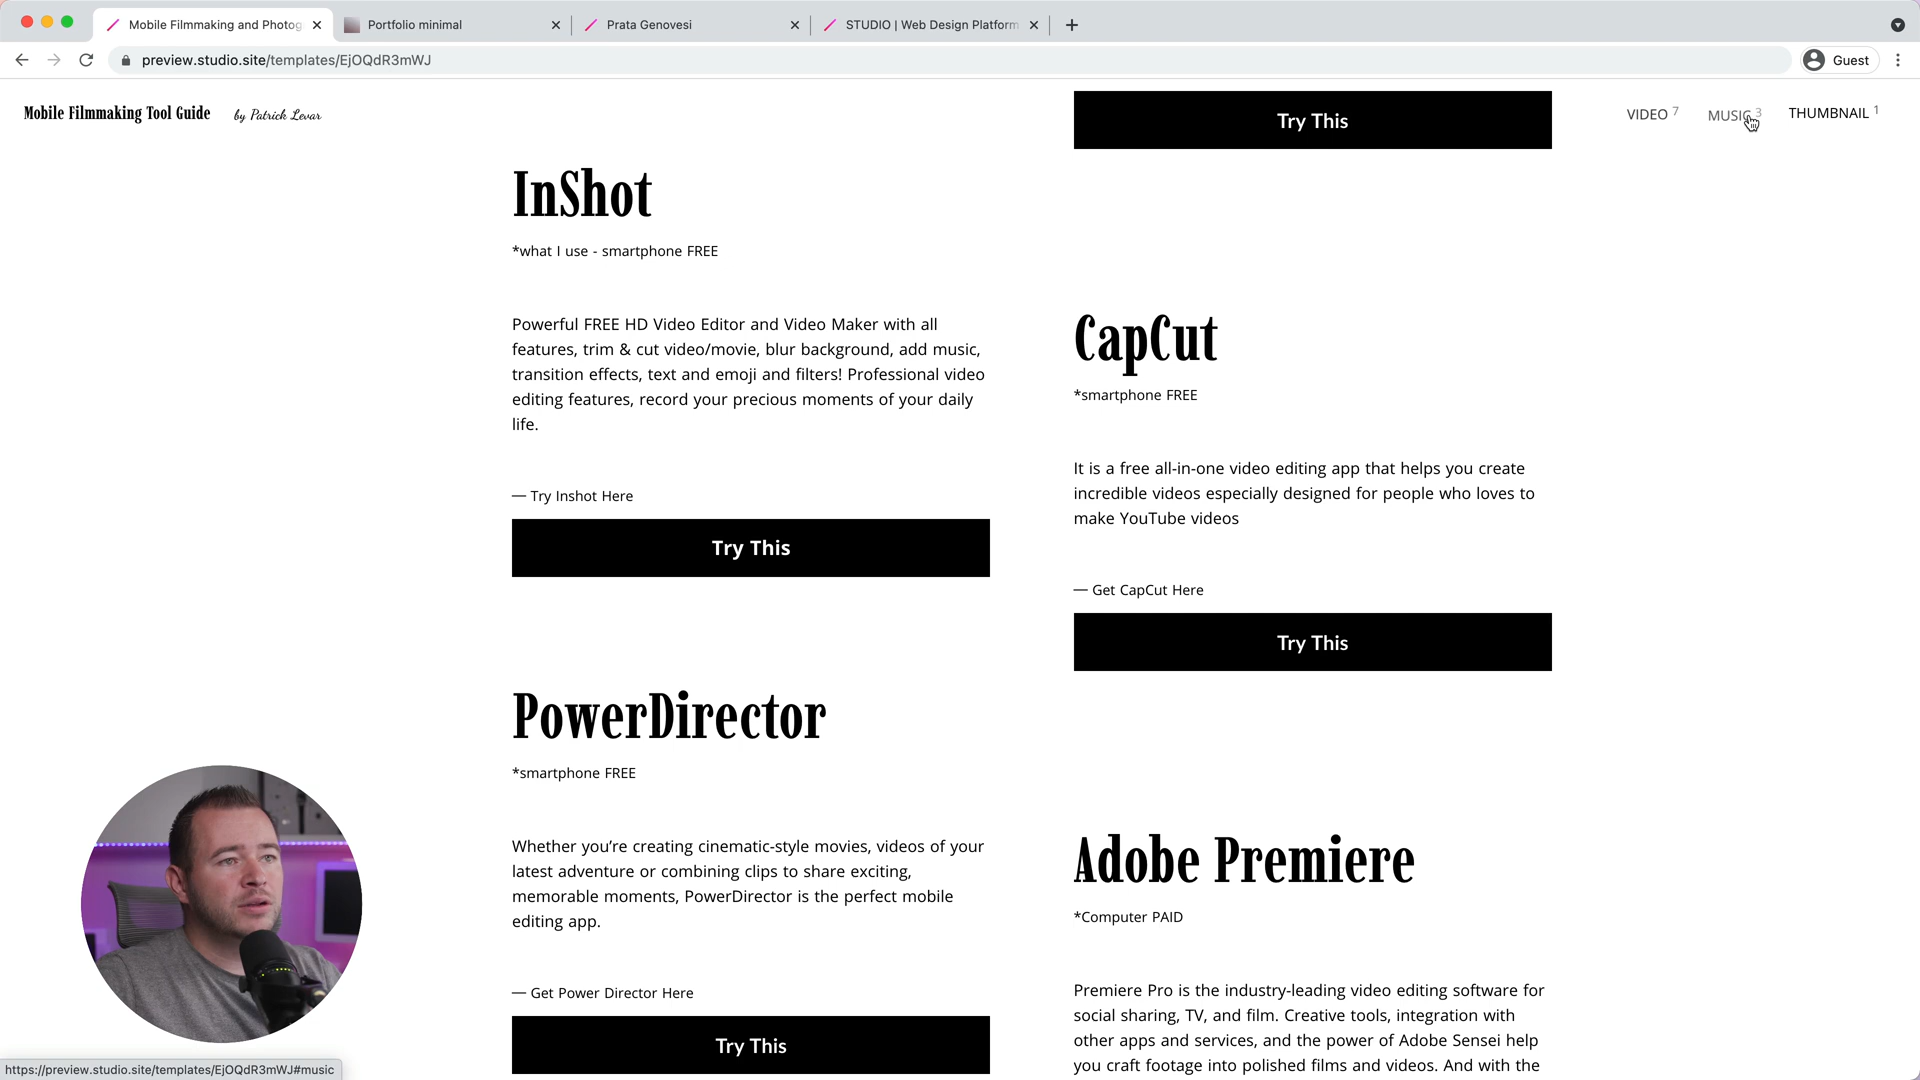 Mobile Filmmaking and Photog
Portfolio minimal
Prata Genovesi
STUDIO | Web Design Platform
preview.studio.site/templates/EjOQdR3mWJ
Guest
Mobile Filmmaking Tool Guide
by Patrick Levar
VIDEO 7
MUSIC 3
THUMBNAIL 1
Try This
InShot
*what I use - smartphone FREE
Powerful FREE HD Video Editor and Video Maker with all
features, trim & cut video/movie, blur background, add music,
transition effects, text and emoji and filters! Professional video
editing features, record your precious moments of your daily
life.
— Try Inshot Here
Try This
CapCut
*smartphone FREE
It is a free all-in-one video editing app that helps you create
incredible videos especially designed for people who loves to
make YouTube videos
— Get CapCut Here
Try This
PowerDirector
*smartphone FREE
Whether you’re creating cinematic-style movies, videos of your
latest adventure or combining clips to share exciting,
memorable moments, PowerDirector is the perfect mobile
editing app.
— Get Power Director Here
Try This
Adobe Premiere
*Computer PAID
Premiere Pro is the industry-leading video editing software for
social sharing, TV, and film. Creative tools, integration with
other apps and services, and the power of Adobe Sensei help
you craft footage into polished films and videos. And with the
https://preview.studio.site/templates/EjOQdR3mWJ#music